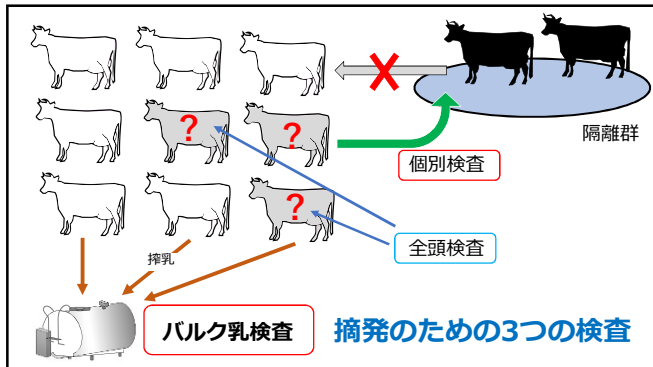 ?
?
隔離群
個別検査
?
全頭検査
搾乳
バルク乳検査
摘発のための3つの検査